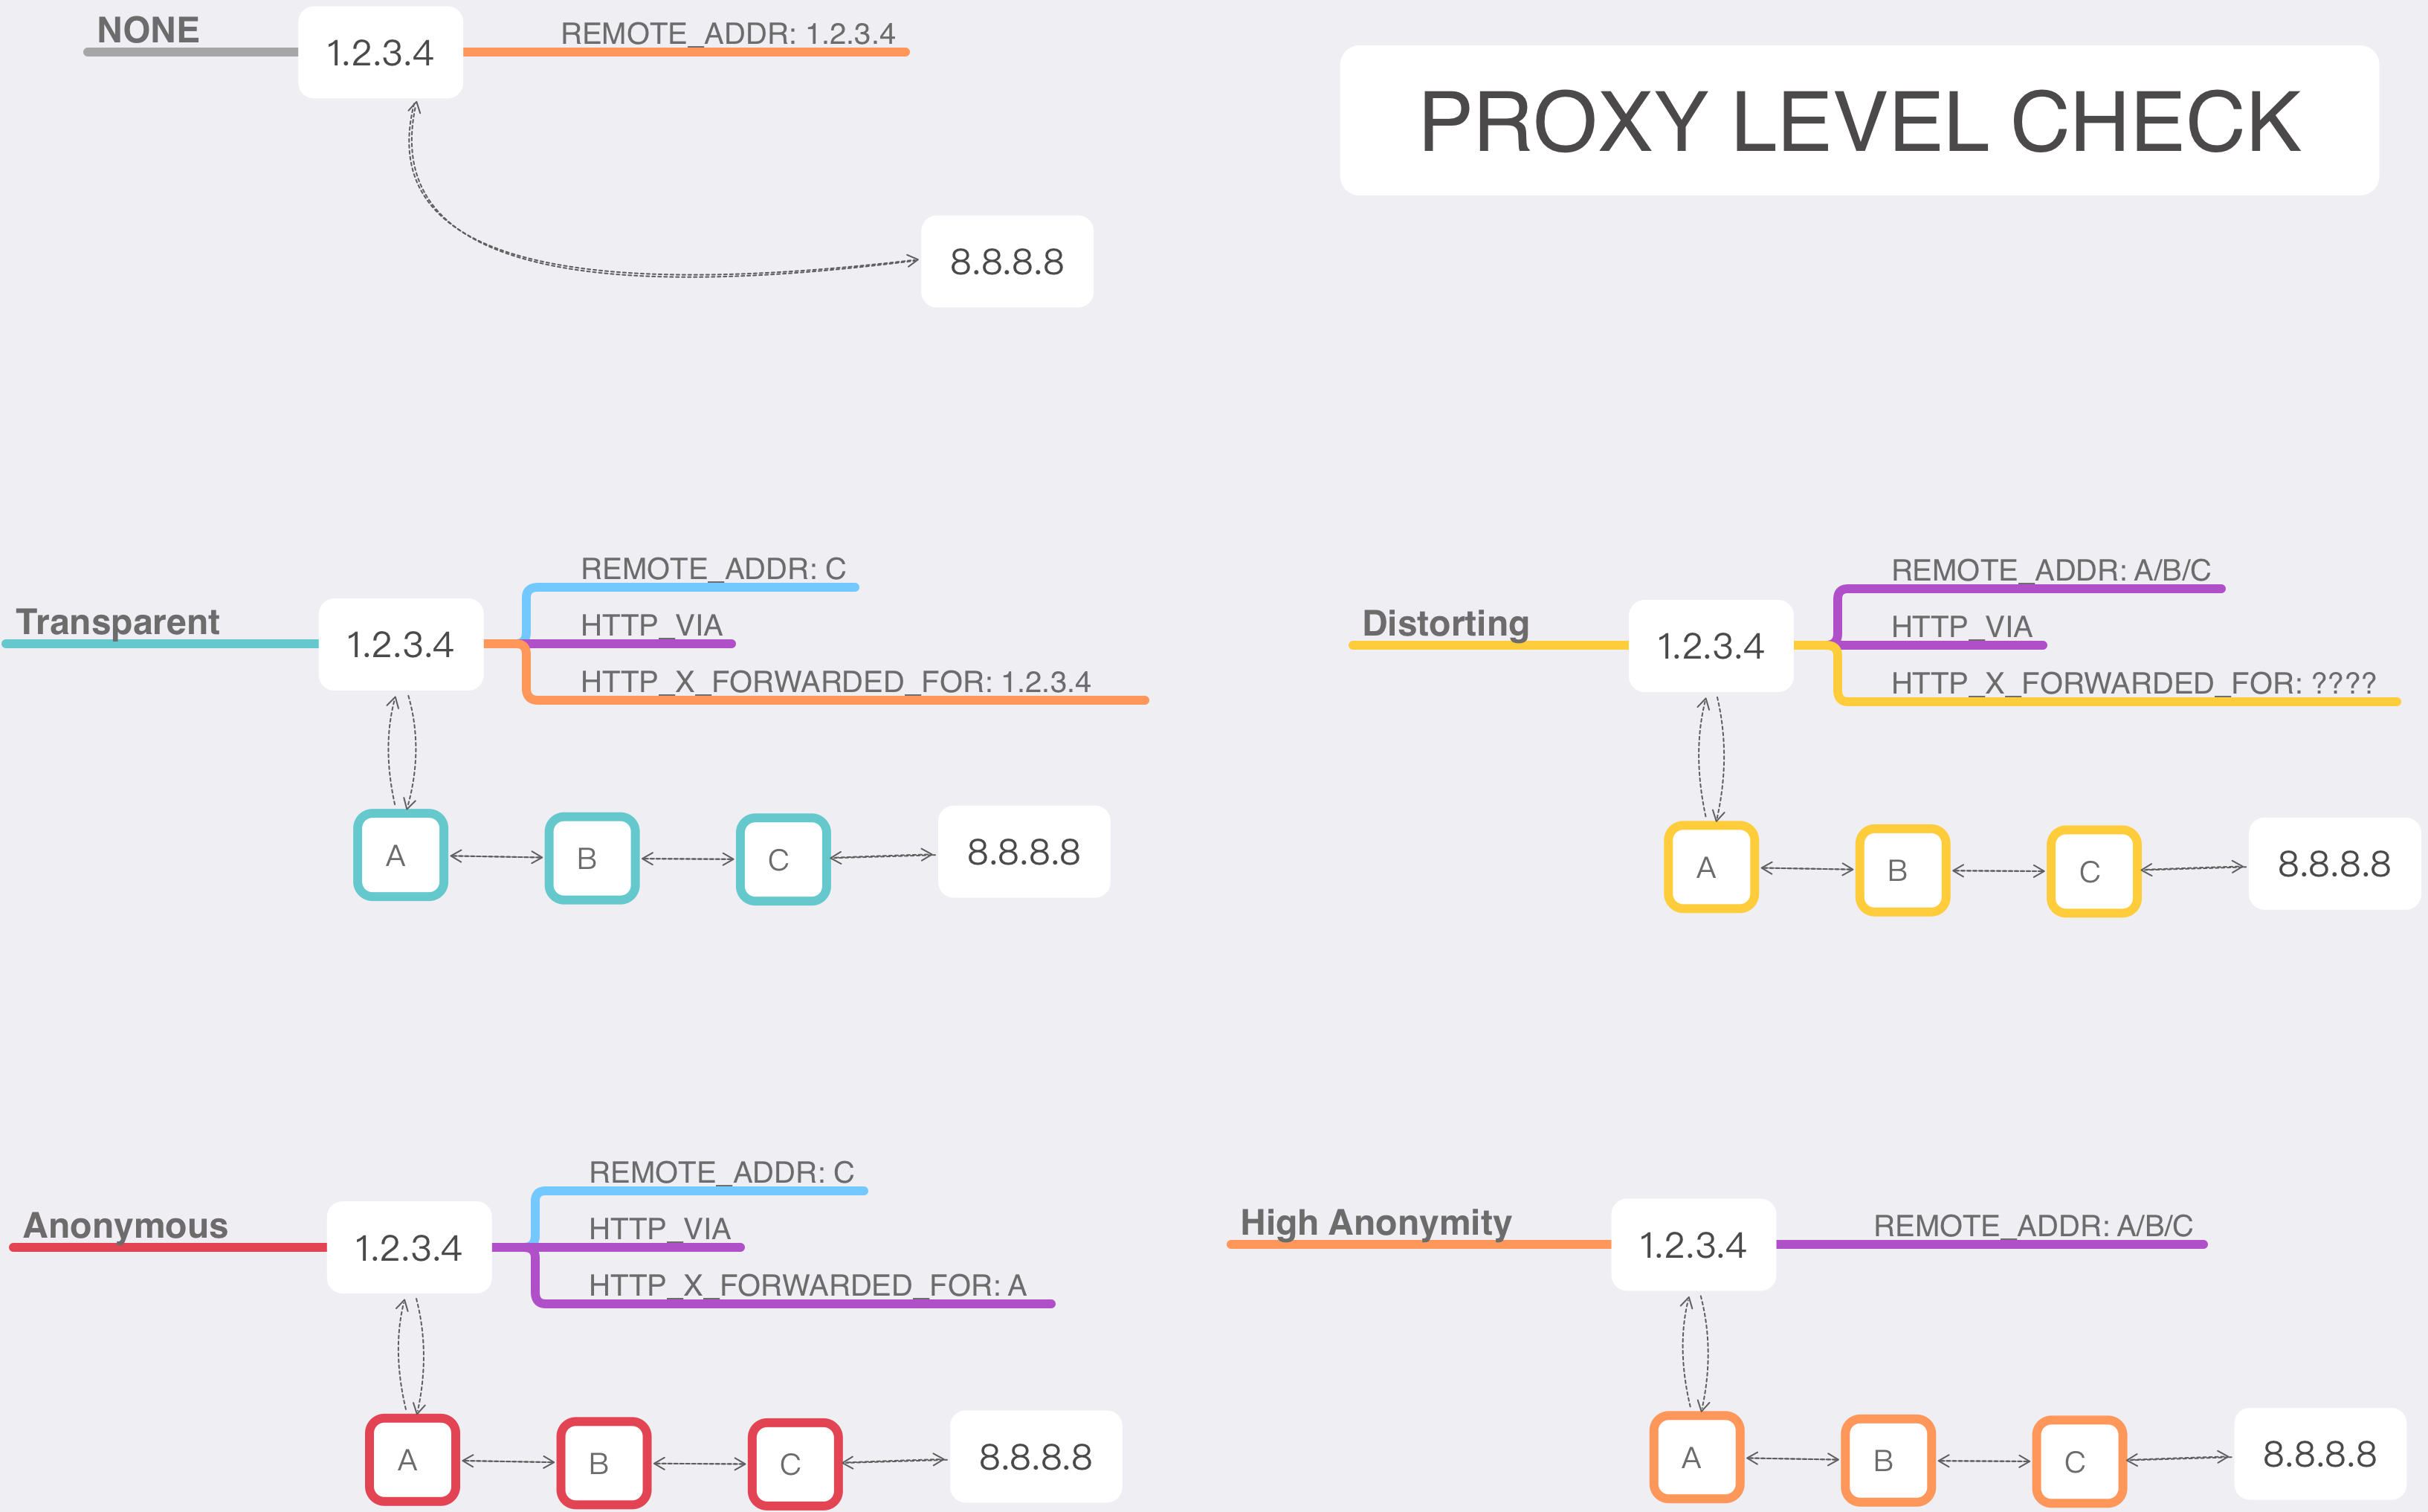 PROXY LEVEL CHECK
NONE
1.2.3.4
REMOTE_ADDR: 1.2.3.4
8.8.8.8
Transparent
1.2.3.4
REMOTE_ADDR: C
HTTP_VIA
HTTP_X_FORWARDED_FOR: 1.2.3.4
A
B
C
8.8.8.8
Distorting
1.2.3.4
REMOTE_ADDR: A/B/C
HTTP_VIA
HTTP_X_FORWARDED_FOR: ????
A
B
C
8.8.8.8
Anonymous
1.2.3.4
REMOTE_ADDR: C
HTTP_VIA
HTTP_X_FORWARDED_FOR: A
A
B
C
8.8.8.8
High Anonymity
1.2.3.4
REMOTE_ADDR: A/B/C
A
B
C
8.8.8.8